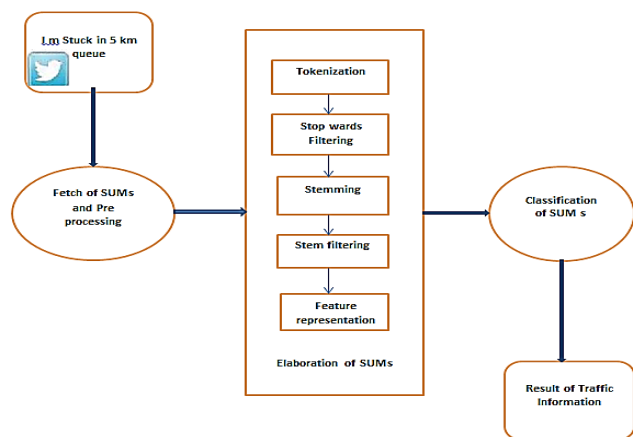 I m Stuck in 5 km
queue
Fetch of SUMs
and Pre
processing
Tokenization
Stop wards
Filtering
Stemming
Stem filtering
Feature
representation
Elaboration of SUMs
Classification
of SUM s
Result of Traffic
Information